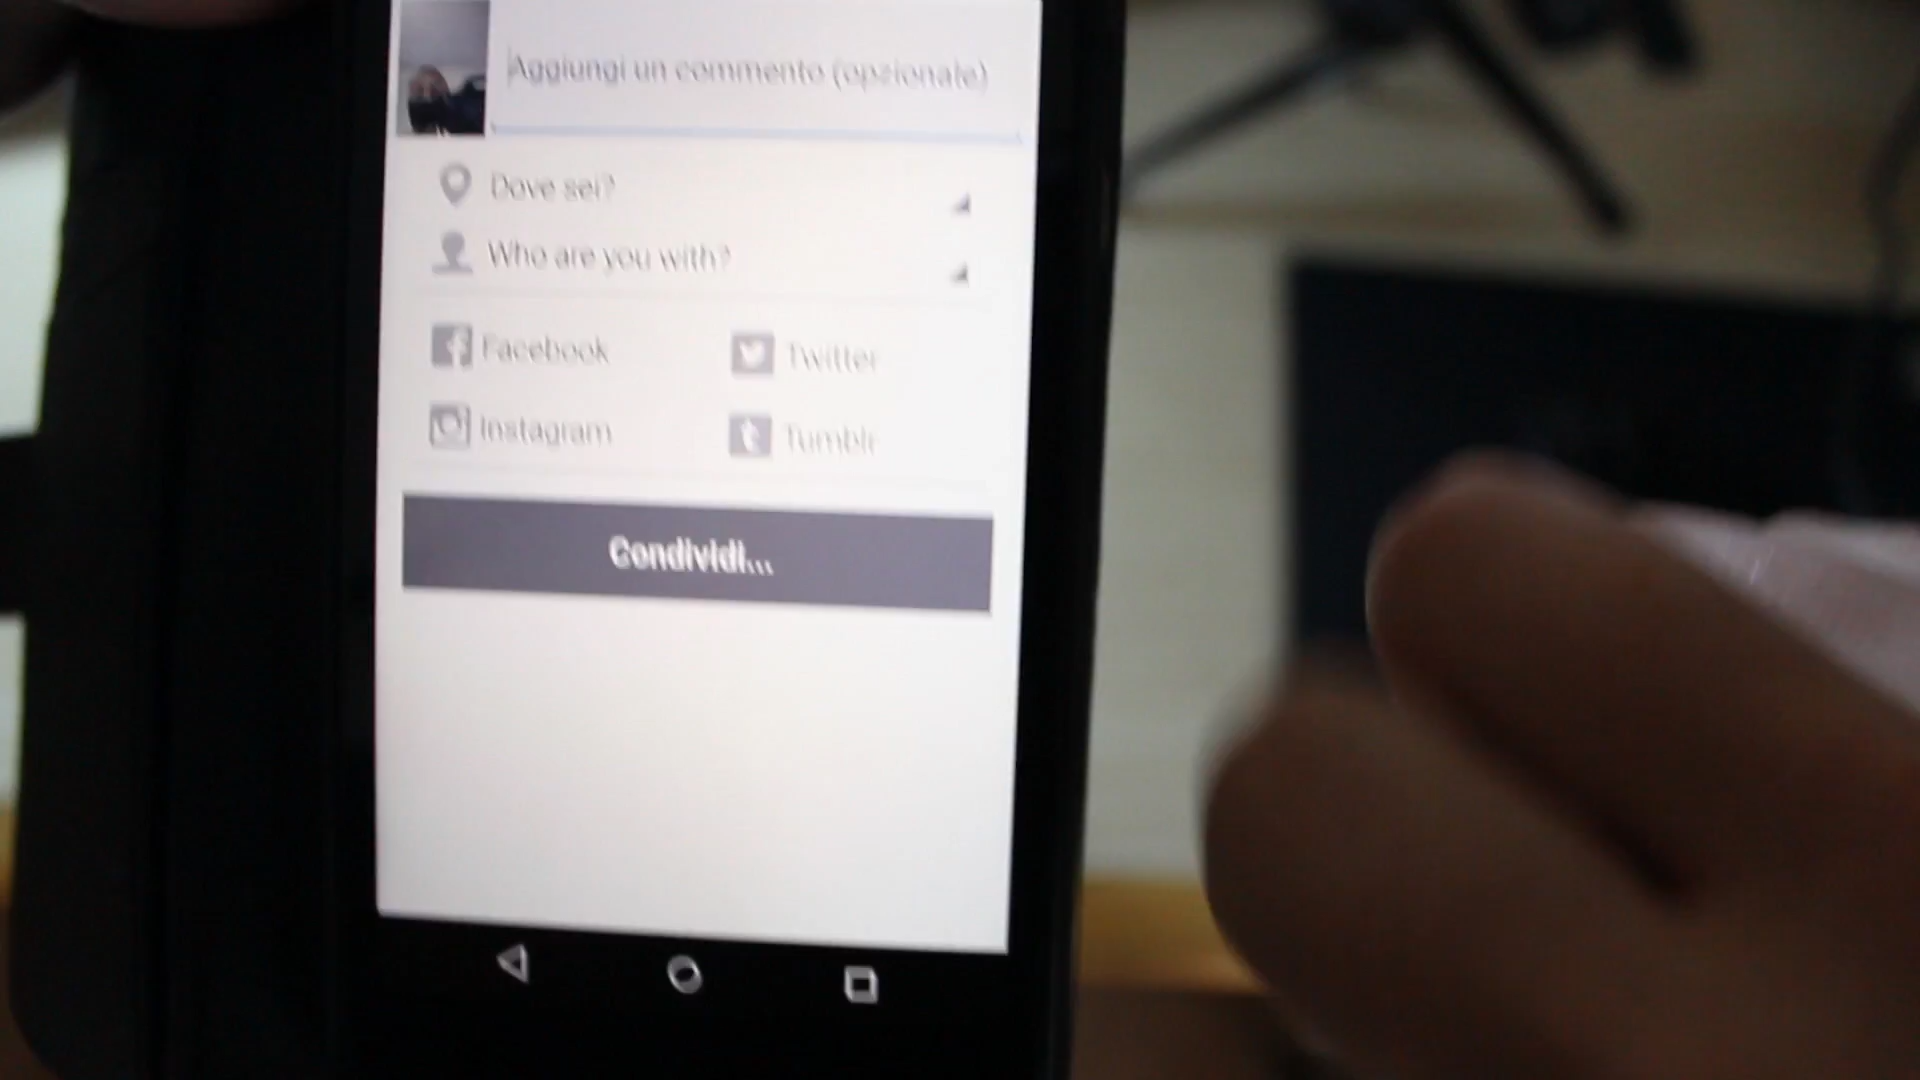 Aggiungi un commento (opzionale)
Dove sei?
Who are you with?
Facebook
Twitter
Instagram
Tumblr
Condividi...